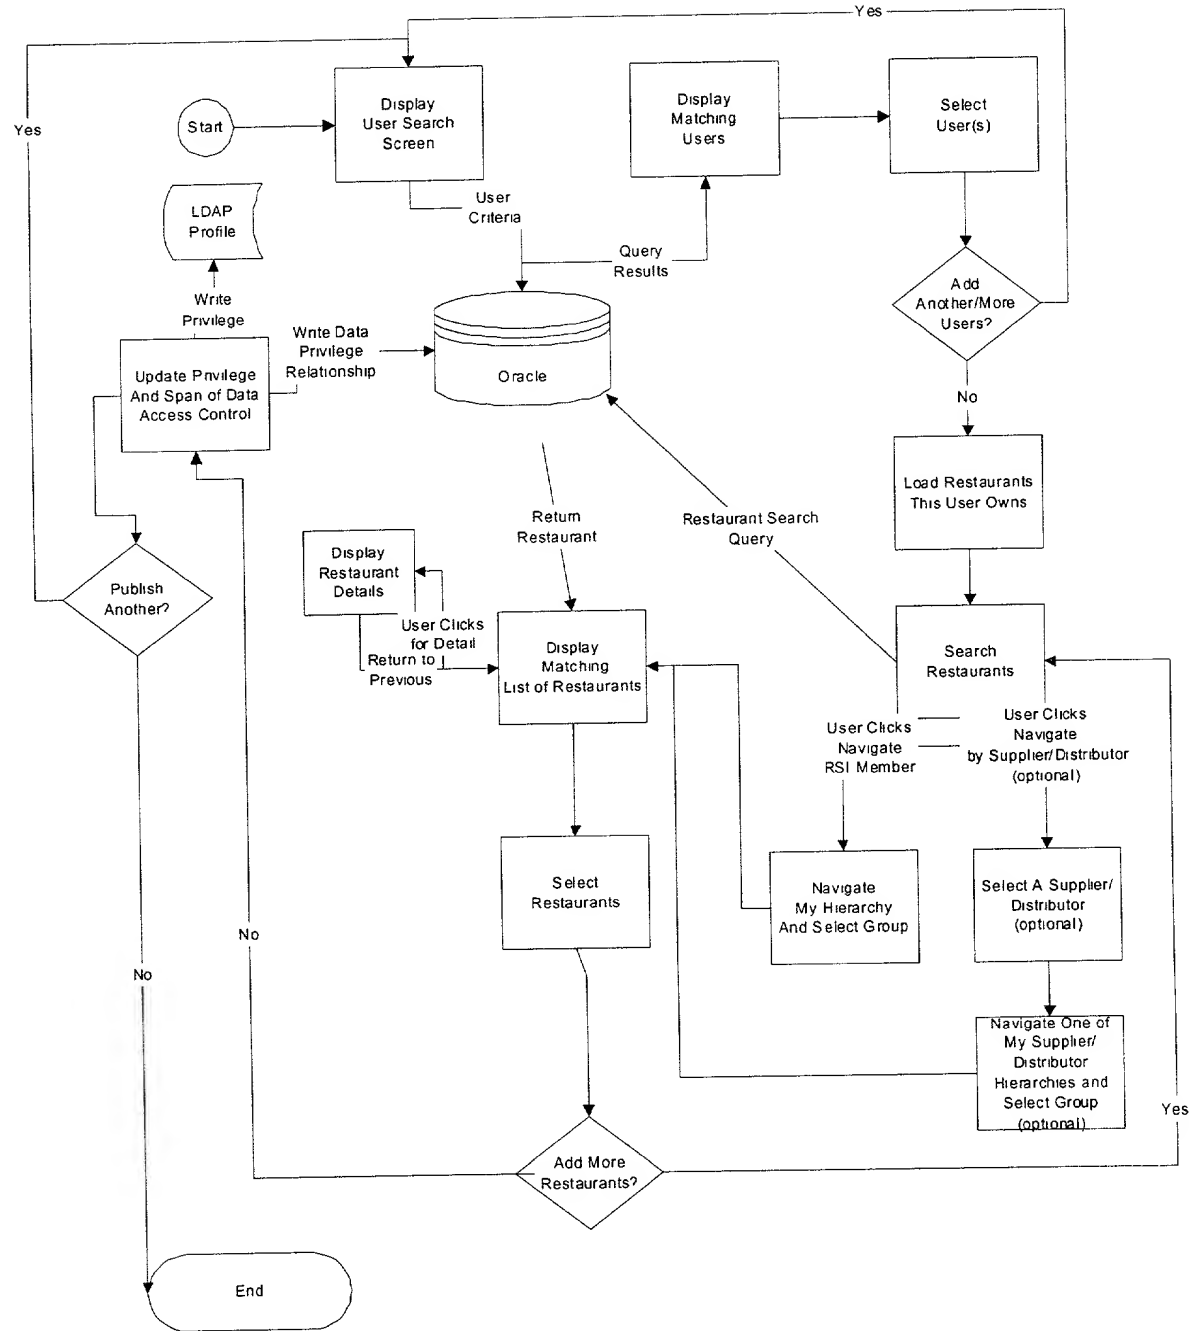 Yes
Yes
Start
Display
User Search
Screen
Display
Matching
Users
Select
User(s)
LDAP
Profile
User
Criteria
Query
Results
Add
Another/More
Users?
Write
Privilege
Write Data
Privilege
Relationship
Oracle
Update Privilege
And Span of Data
Access Control
No
Load Restaurants
This User Owns
Return
Restaurant
Restaurant Search
Query
Display
Restaurant
Details
Publish
Another?
User Clicks
for Detail
Return to
Previous
Display
Matching
List of Restaurants
Search
Restaurants
User Clicks
Navigate
RSI Member
User Clicks
Navigate
by Supplier/Distributor
(optional)
Select
Restaurants
Navigate
My Hierarchy
And Select Group
Select A Supplier/
Distributor
(optional)
No
No
Navigate One of
My Supplier/
Distributor
Hierarchies and
Select Group
(optional)
Yes
Add More
Restaurants?
End